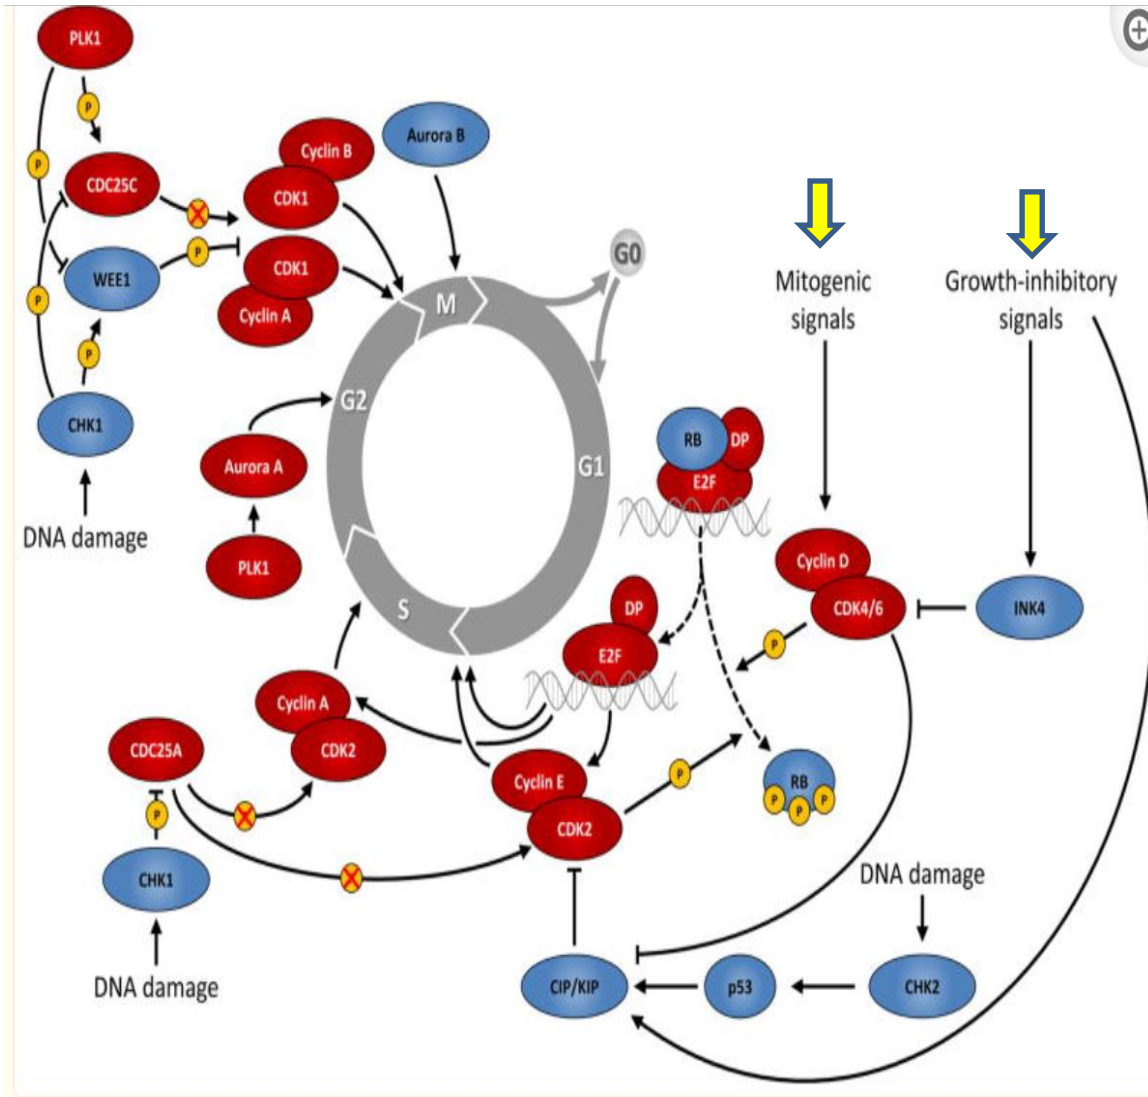 PLK1
P
P
CDC25C
WEE1
P
P
P
CHK1
DNA damage
Cyclin B
CDK1
CDK1
Cyclin A
Aurora B
M
G0
G2
G1
S
Aurora A
PLK1
Mitogenic
signals
Growth-inhibitory
signals
RB
DP
E2F
Cyclin D
CDK4/6
INK4
P
DP
E2F
Cyclin A
CDK2
CDC25A
P
CHK1
DNA damage
Cyclin E
CDK2
P
RB
P
P
P
DNA damage
CIP/KIP
p53
CHK2